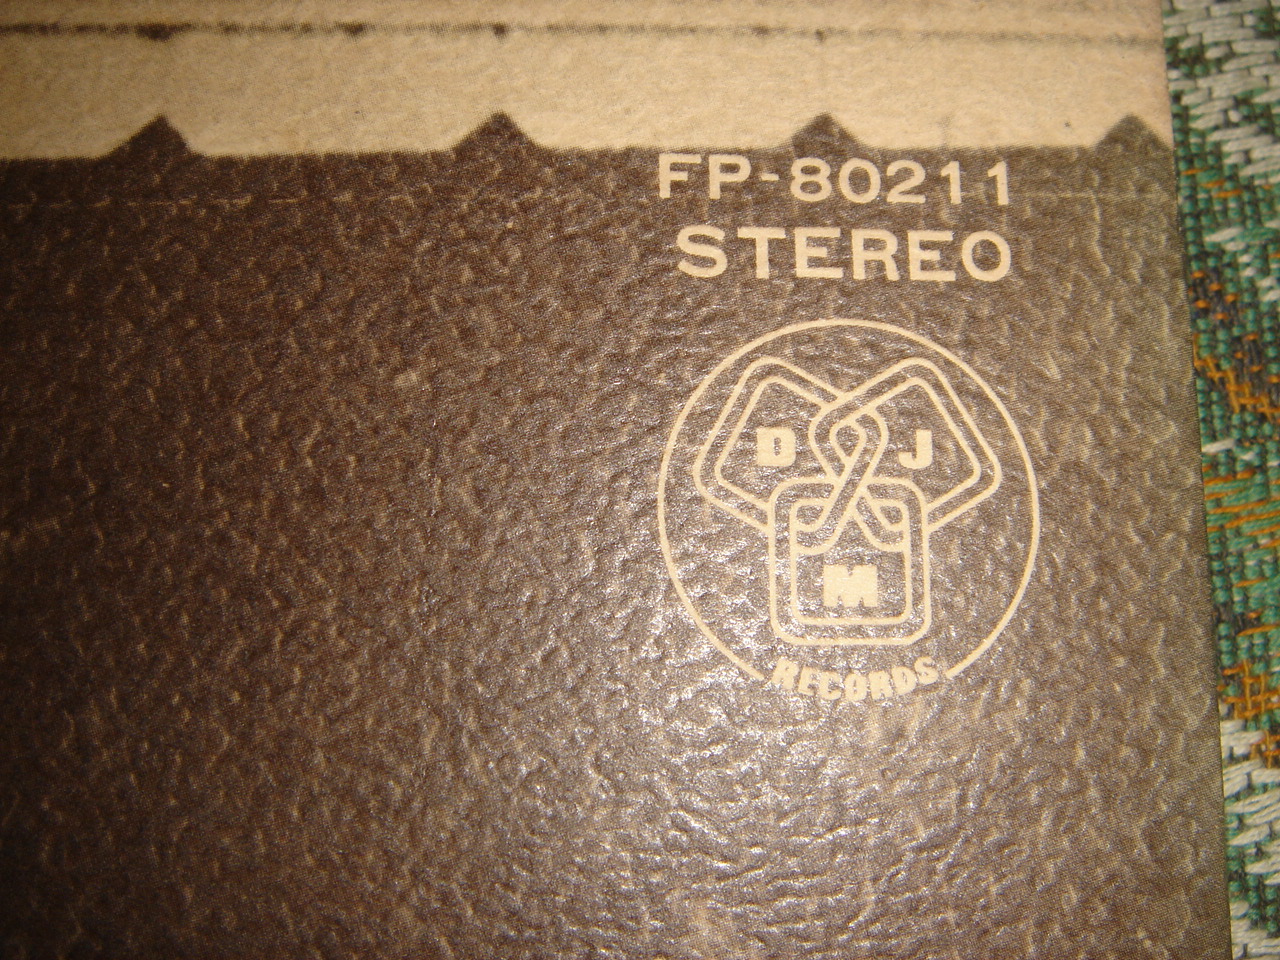 FP-80211
STEREO
D J
M
RECORDS